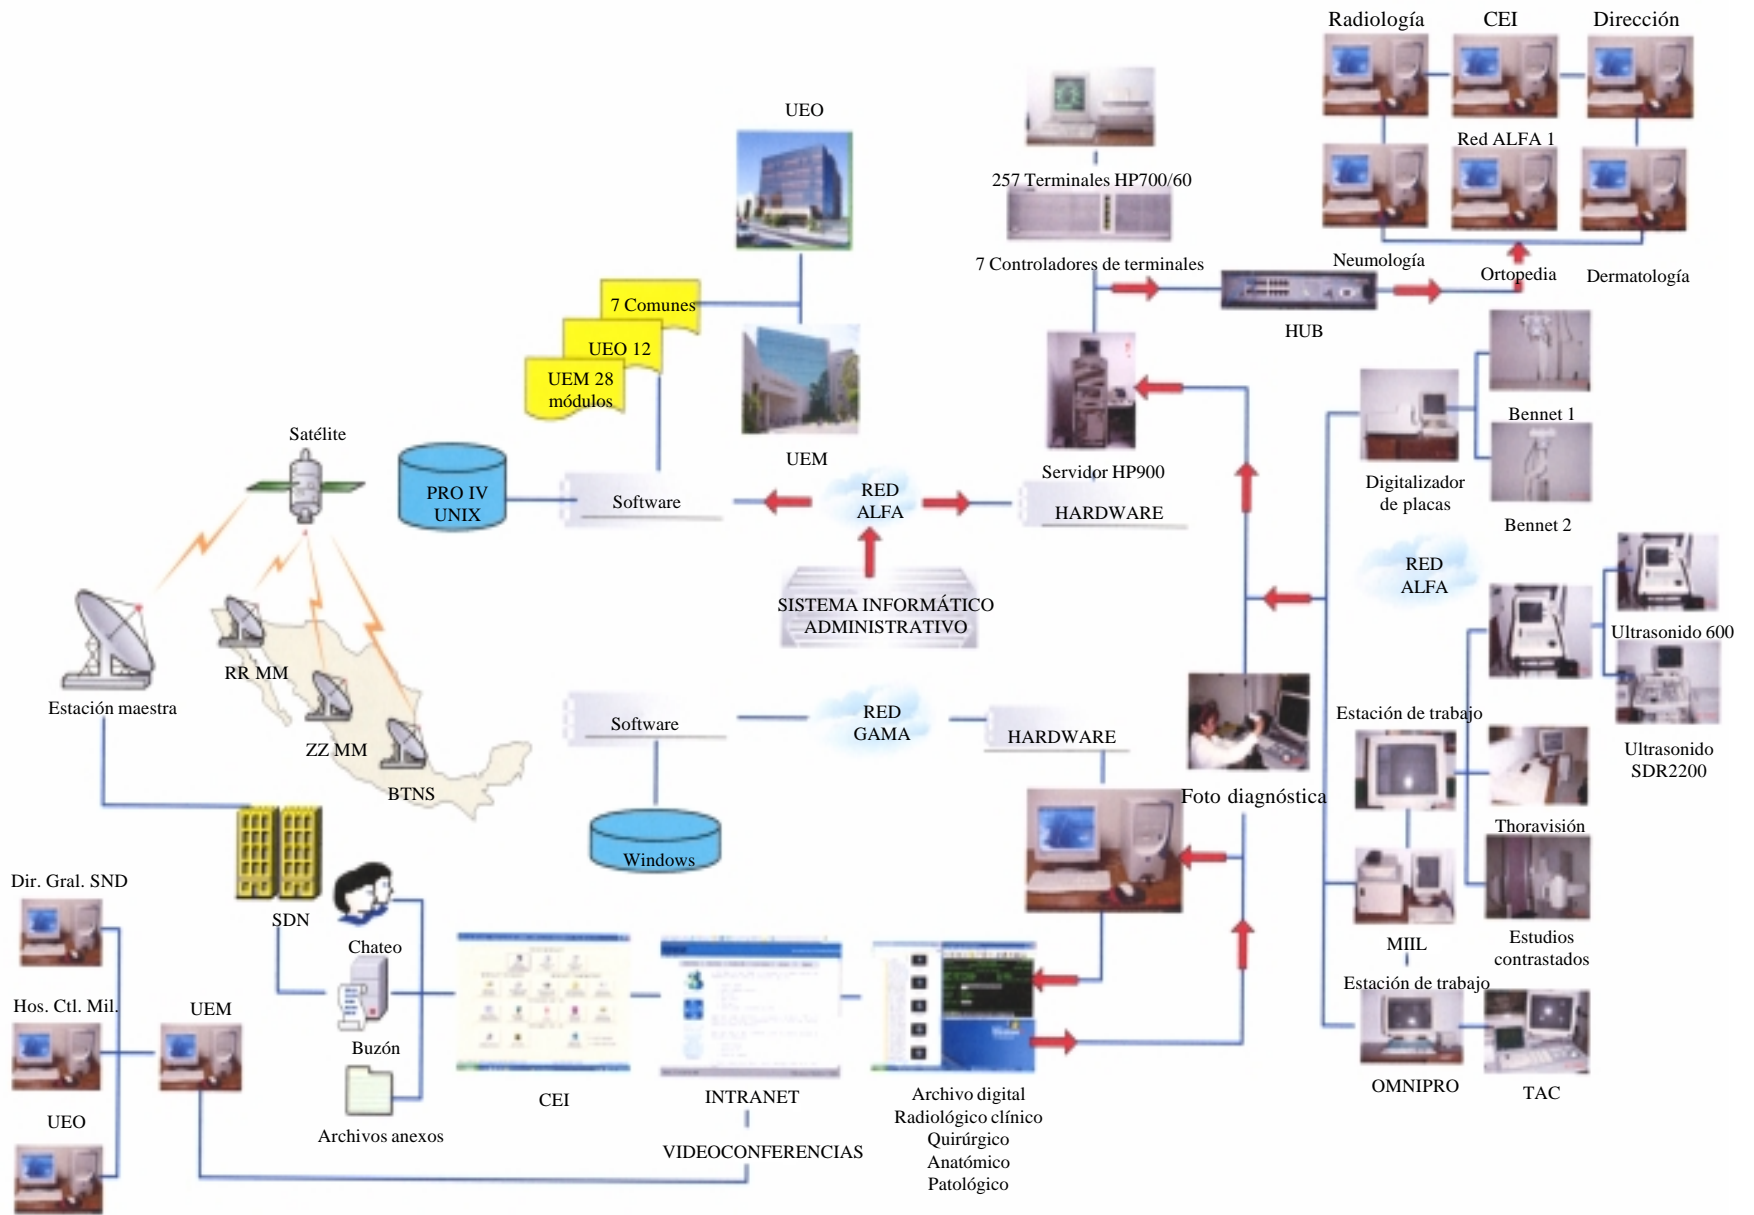 Radiología
CEI
Dirección
Red ALFA 1
Neumología
Ortopedia
Dermatología
UEO
257 Terminales HP700/60
7 Controladores de terminales
HUB
7 Comunes
UEO 12
UEM 28
módulos
UEM
Servidor HP900
Bennet 1
Digitalizador
de placas
Bennet 2
Satélite
PRO IV
UNIX
Software
RED
ALFA
HARDWARE
RED
ALFA
SISTEMA INFORMÁTICO
ADMINISTRATIVO
Ultrasonido 600
Ultrasonido
SDR2200
Estación maestra
RR MM
ZZ MM
BTNS
Software
RED
GAMA
HARDWARE
Estación de trabajo
Foto diagnóstica
Thoravisión
Windows
MIIL
Estudios
contrastados
Estación de trabajo
OMNIPRO
TAC
Dir. Gral. SND
SDN
Chateo
Hos. Ctl. Mil.
UEM
Buzón
UEO
Archivos anexos
CEI
INTRANET
VIDEOCONFERENCIAS
Archivo digital
Radiológico clínico
Quirúrgico
Anatómico
Patológico